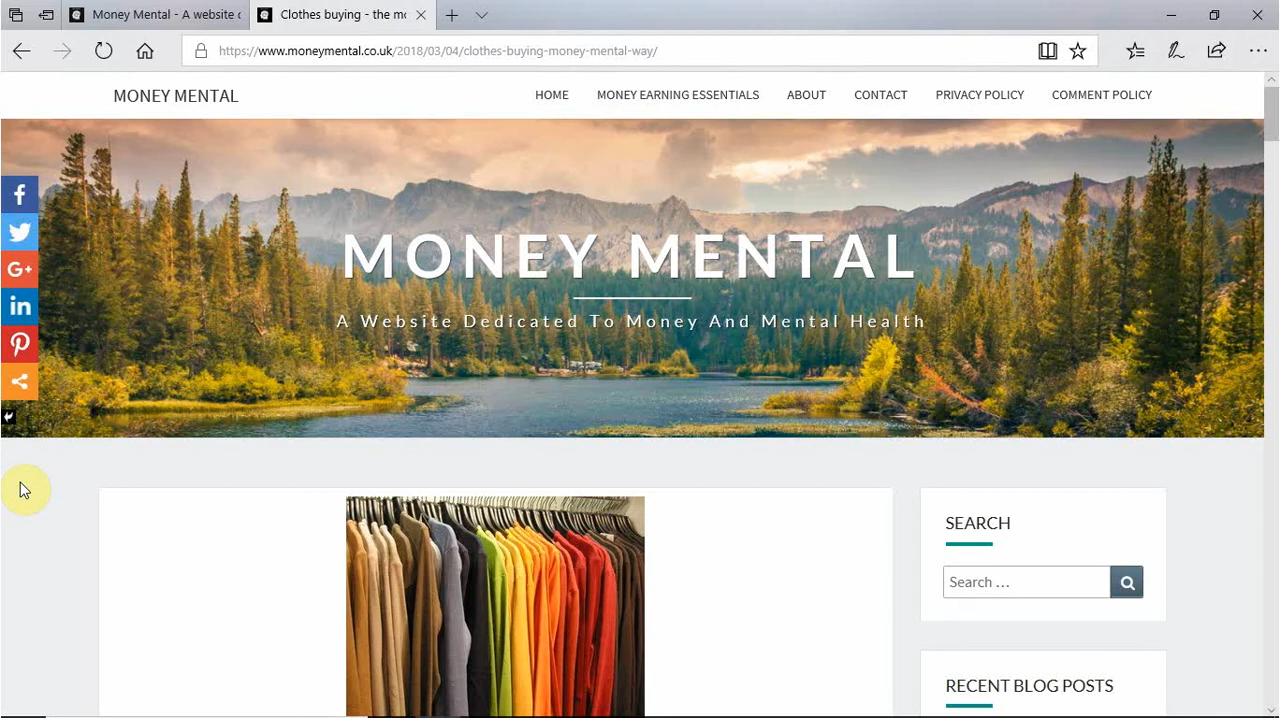 Money Mental - A website c
Clothes buying - the mo
https://www.moneymental.co.uk/2018/03/04/clothes-buying-money-mental-way/
MONEY MENTAL
HOME MONEY EARNING ESSENTIALS ABOUT CONTACT PRIVACY POLICY COMMENT POLICY
MONEY MENTAL
A Website Dedicated To Money And Mental Health
f
G+
in
SEARCH
Search ...
RECENT BLOG POSTS